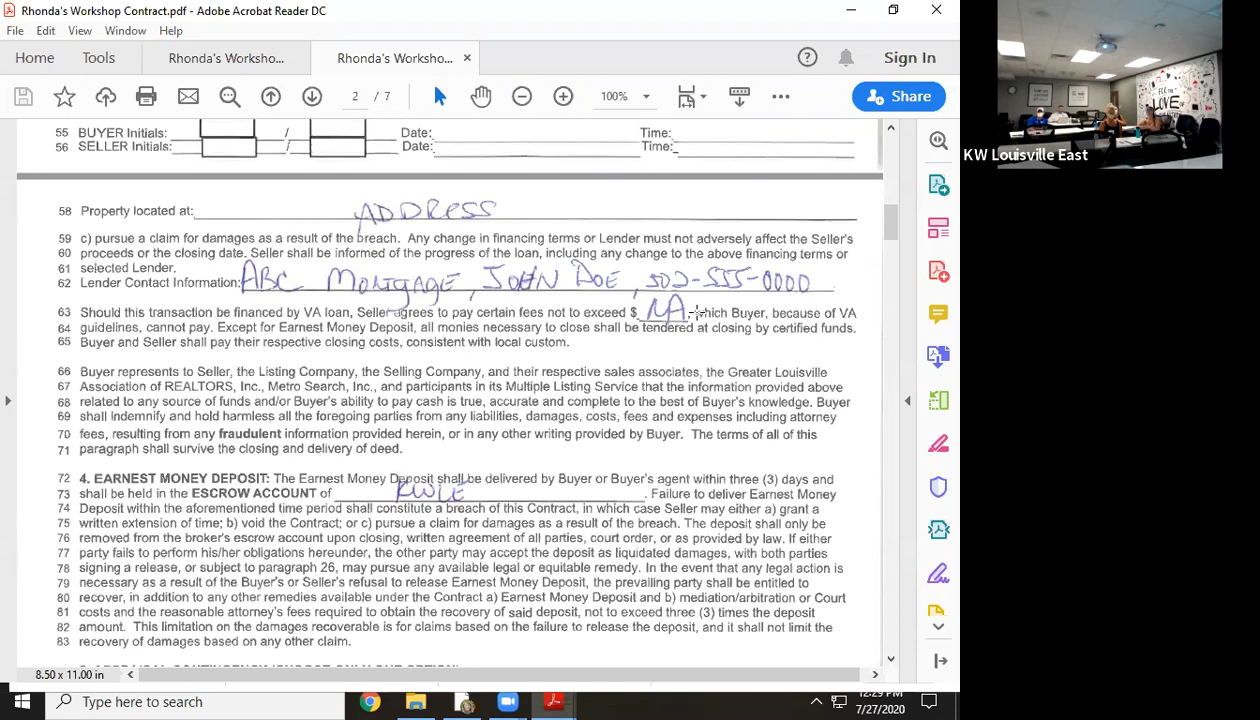 Rhonda's Workshop Contract.pdf - Adobe Acrobat Reader DC
File Edit View Window Help
Home Tools Rhonda's Worksho... Rhonda's Worksho... × Sign In
2 / 7 100% Share
55 BUYER Initials: / Date: Time:
56 SELLER Initials: / Date: Time:
58 Property located at: ADDRESS
59 c) pursue a claim for damages as a result of the breach. Any change in financing terms or Lender must not adversely affect the Seller's
60 proceeds or the closing date. Seller shall be informed of the progress of the loan, including any change to the above financing terms or
61 selected Lender.
62 Lender Contact Information: ABC Mortgage, John Doe, 502-555-0000
63 Should this transaction be financed by VA loan, Seller agrees to pay certain fees not to exceed $ NA, which Buyer, because of VA
64 guidelines, cannot pay. Except for Earnest Money Deposit, all monies necessary to close shall be tendered at closing by certified funds.
65 Buyer and Seller shall pay their respective closing costs, consistent with local custom.
66 Buyer represents to Seller, the Listing Company, the Selling Company, and their respective sales associates, the Greater Louisville
67 Association of REALTORS, Inc., Metro Search, Inc., and participants in its Multiple Listing Service that the information provided above
68 related to any source of funds and/or Buyer's ability to pay cash is true, accurate and complete to the best of Buyer's knowledge. Buyer
69 shall indemnify and hold harmless all the foregoing parties from any liabilities, damages, costs, fees and expenses including attorney
70 fees, resulting from any fraudulent information provided herein, or in any other writing provided by Buyer. The terms of all of this
71 paragraph shall survive the closing and delivery of deed.
72 4. EARNEST MONEY DEPOSIT: The Earnest Money Deposit shall be delivered by Buyer or Buyer's agent within three (3) days and
73 shall be held in the ESCROW ACCOUNT of KWLE . Failure to deliver Earnest Money
74 Deposit within the aforementioned time period shall constitute a breach of this Contract, in which case Seller may either a) grant a
75 written extension of time; b) void the Contract; or c) pursue a claim for damages as a result of the breach. The deposit shall only be
76 removed from the broker's escrow account upon closing, written agreement of all parties, court order, or as provided by law. If either
77 party fails to perform his/her obligations hereunder, the other party may accept the deposit as liquidated damages, with both parties
78 signing a release, or subject to paragraph 26, may pursue any available legal or equitable remedy. In the event that any legal action is
79 necessary as a result of the Buyer's or Seller's refusal to release Earnest Money Deposit, the prevailing party shall be entitled to
80 recover, in addition to any other remedies available under the Contract a) Earnest Money Deposit and b) mediation/arbitration or Court
81 costs and the reasonable attorney's fees required to obtain the recovery of said deposit, not to exceed three (3) times the deposit
82 amount. This limitation on the damages recoverable is for claims based on the failure to release the deposit, and it shall not limit the
83 recovery of damages based on any other claim.
8.50 x 11.00 in
Type here to search
12:29 PM
7/27/2020
KW Louisville East
LOVE